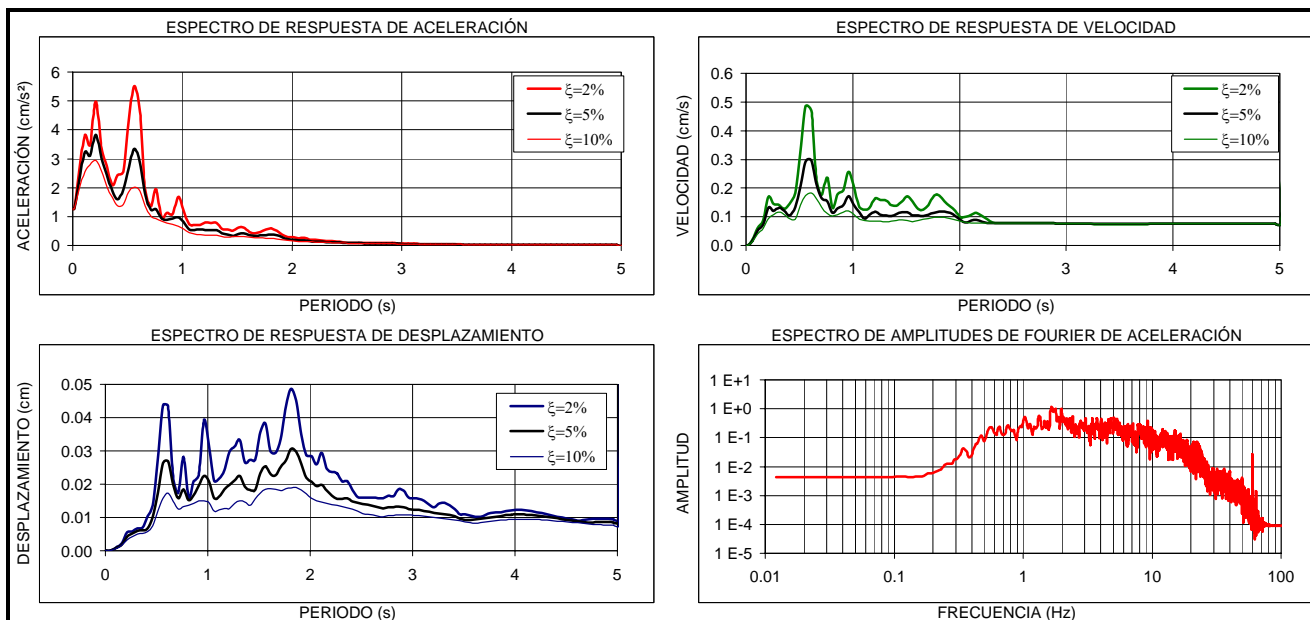 ESPECTRO DE RESPUESTA DE ACELERACIÓN
ACELERACIÓN (cm/s²)
6
5
4
3
2
1
0
0 1 2 3 4 5
PERIODO (s)
ξ=2%
ξ=5%
ξ=10%
ESPECTRO DE RESPUESTA DE VELOCIDAD
VELOCIDAD (cm/s)
0.6
0.5
0.4
0.3
0.2
0.1
0.0
0 1 2 3 4 5
PERIODO (s)
ξ=2%
ξ=5%
ξ=10%
ESPECTRO DE RESPUESTA DE DESPLAZAMIENTO
DESPLAZAMIENTO (cm)
0.05
0.04
0.03
0.02
0.01
0.00
0 1 2 3 4 5
PERIODO (s)
ξ=2%
ξ=5%
ξ=10%
ESPECTRO DE AMPLITUDES DE FOURIER DE ACELERACIÓN
AMPLITUD
1 E+1
1 E+0
1 E-1
1 E-2
1 E-3
1 E-4
1 E-5
0.01 0.1 1 10 100
FRECUENCIA (Hz)